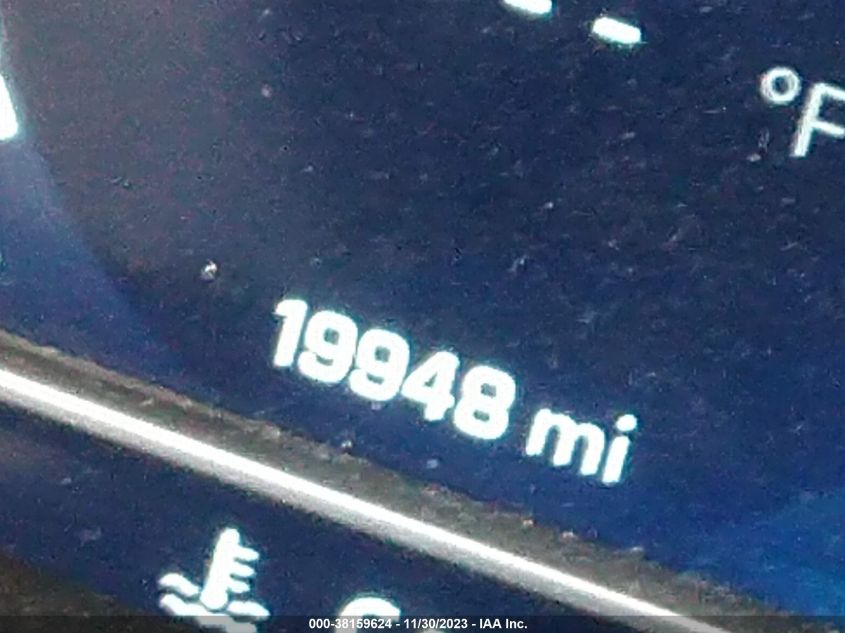 °F
19948 mi
000-38159624 - 11/30/2023 - IAA Inc.